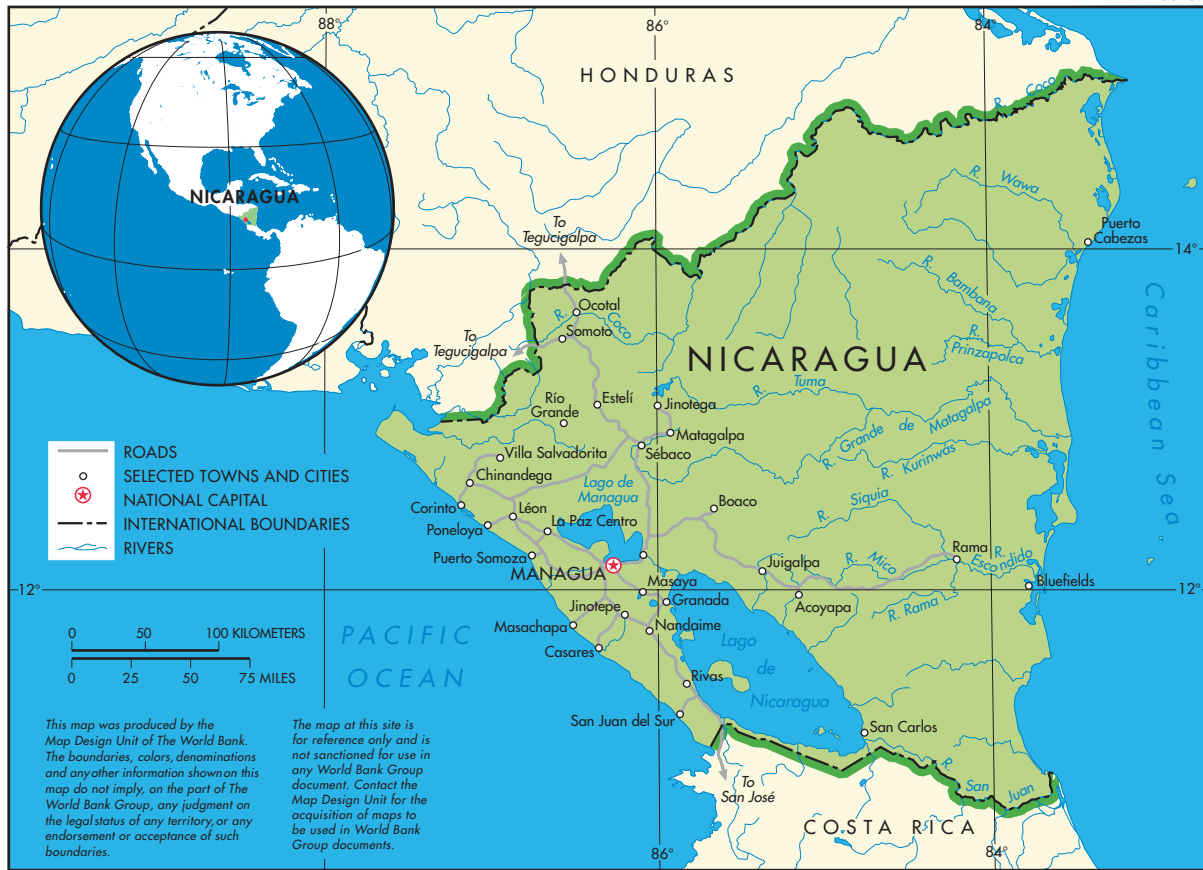 88°
86°
84°
HONDURAS
R. Coco
NICARAGUA
R. Wawa
To
Tegucigalpa
Puerto
Cabezas
14°
14°
R.
Bambana
Ocotal
R. Coco
Somoto
To
Tegucigalpa
R.
Prinzapolca
NICARAGUA
Caribbean Sea
R. Tuma
Río
Grande
Estelí
Jinotega
R. Grande de Matagalpa
Matagalpa
Sébaco
R. Kurinwás
ROADS
SELECTED TOWNS AND CITIES
NATIONAL CAPITAL
INTERNATIONAL BOUNDARIES
RIVERS
Villa Salvadorita
Chinandega
Lago de
Managua
Boaco
R. Siquia
Corinto
Léon
Poneloya
La Paz Centro
Puerto Somoza
MANAGUA
Rama
R.
Escondido
Juigalpa
R. Mico
Masaya
Bluefields
12°
12°
Granada
Acoyapa
R. Rama
Jinotepe
Masachapa
Nandaime
Casares
0 50 100 KILOMETERS
0 25 50 75 MILES
PACIFIC
OCEAN
Lago
de
Nicaragua
Rivas
San Juan del Sur
San Carlos
R.
San Juan
To
San José
COSTA RICA
This map was produced by the
Map Design Unit of The World Bank.
The boundaries, colors, denominations
and any other information shown on this
map do not imply, on the part of The
World Bank Group, any judgment on
the legal status of any territory, or any
endorsement or acceptance of such
boundaries.
The map at this site is
for reference only and is
not sanctioned for use in
any World Bank Group
document. Contact the
Map Design Unit for the
acquisition of maps to
be used in World Bank
Group documents.
86°
84°